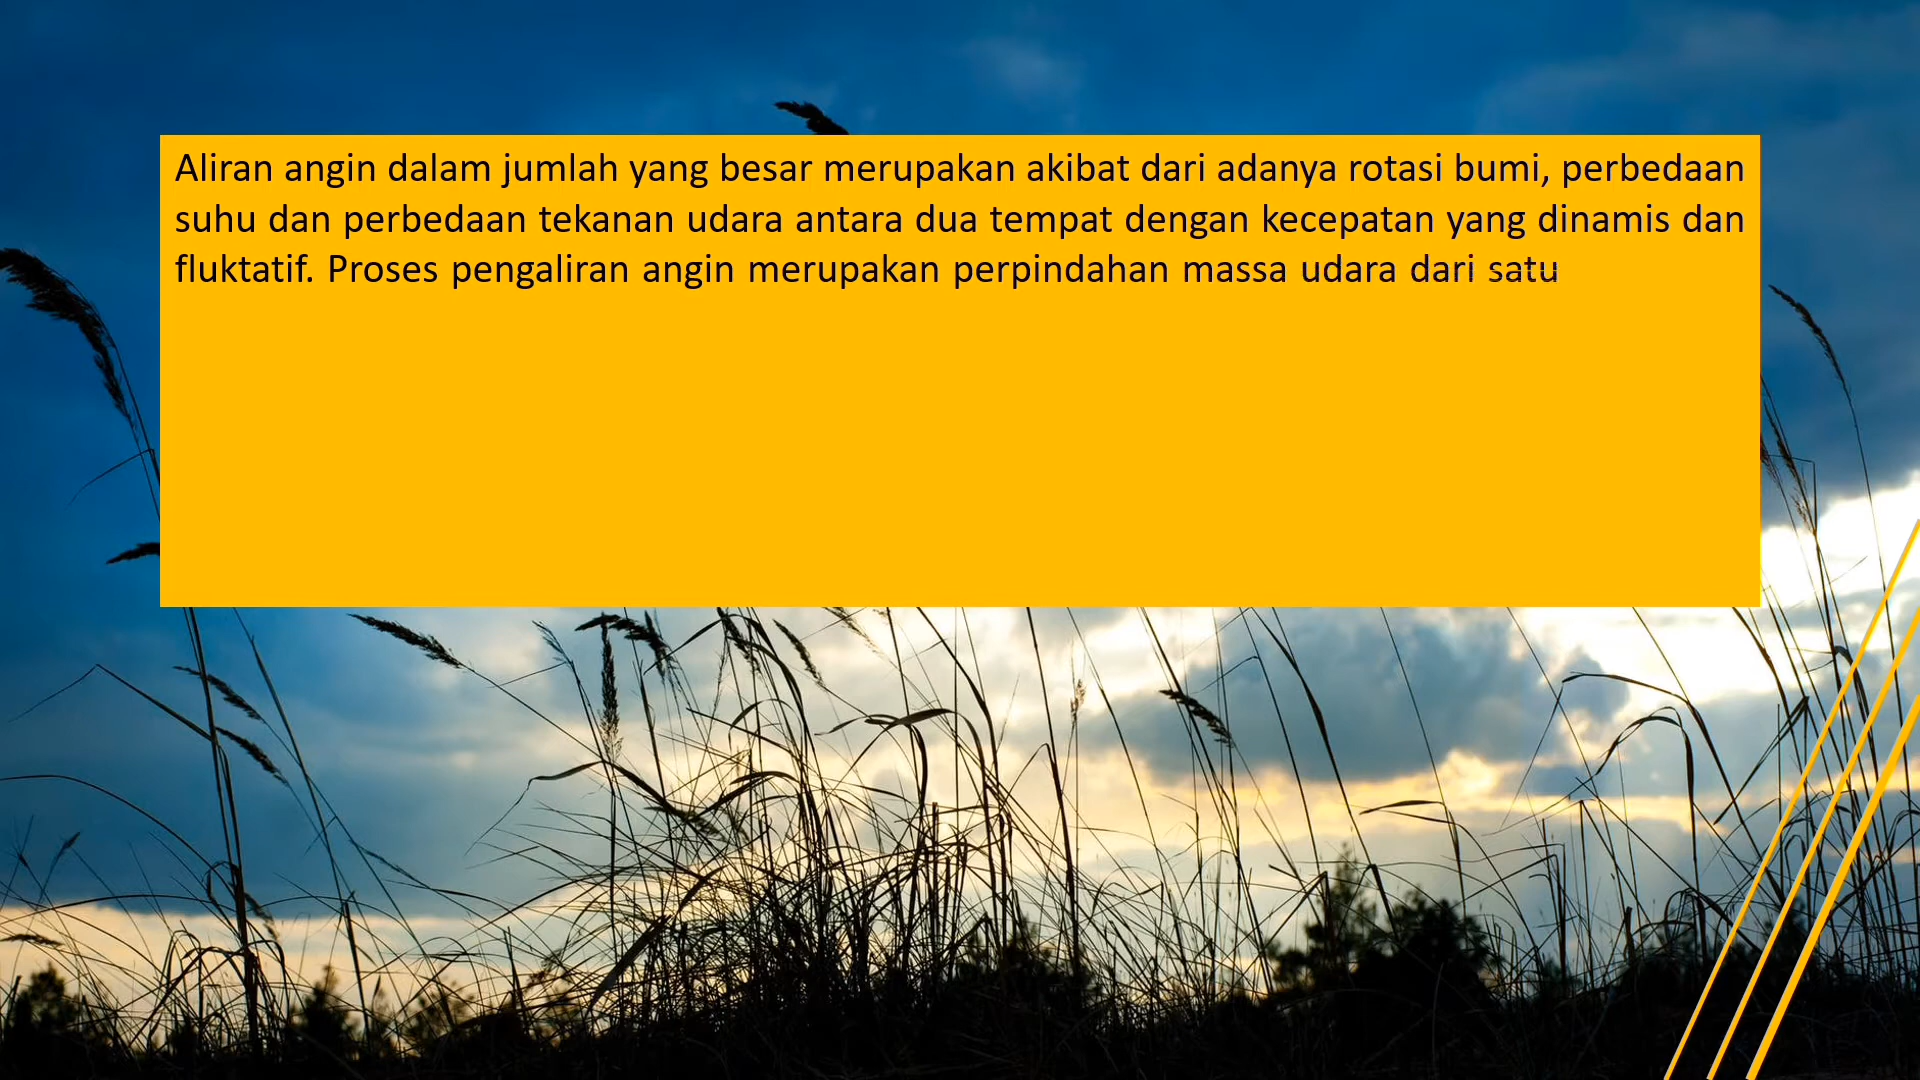 Aliran angin dalam jumlah yang besar merupakan akibat dari adanya rotasi bumi, perbedaan
suhu dan perbedaan tekanan udara antara dua tempat dengan kecepatan yang dinamis dan
fluktatif. Proses pengaliran angin merupakan perpindahan massa udara dari satu